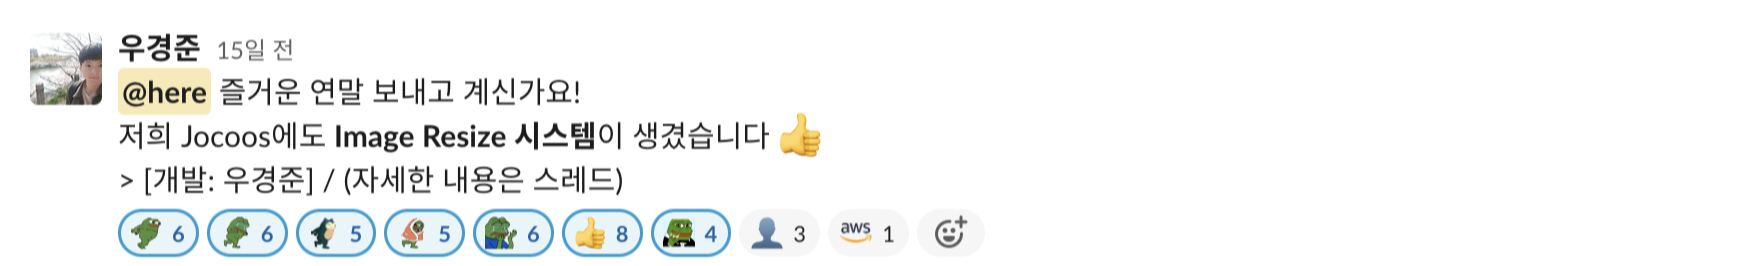 우경준 15일 전
@here 즐거운 연말 보내고 계신가요!
저희 Jocoos에도 Image Resize 시스템이 생겼습니다
> [개발: 우경준] / (자세한 내용은 스레드)
6 6 5 5 6 8 4 3 aws 1